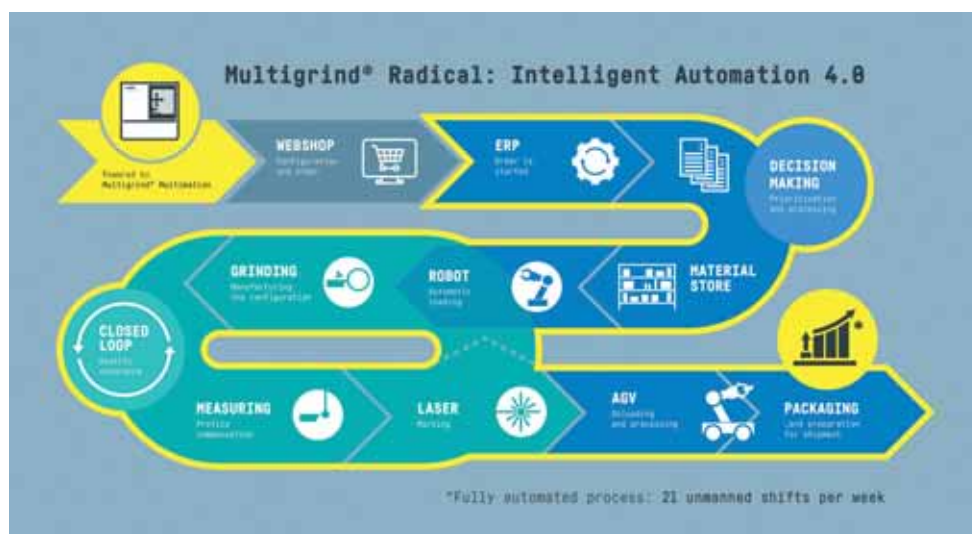 Multigrind® Radical: Intelligent Automation 4.0
Powered by
Multigrind® Multimation
WEBSHOP
Configuration
and order
ERP
Order is
started
DECISION
MAKING
Prioritisation
and processing
MATERIAL
STORE
ROBOT
Automatic
loading
GRINDING
Manufacturing
configuration
CLOSED
LOOP
Quality
assurance
MEASURING
Profile
compensation
LASER
Marking
AGV
Unloading
and processing
PACKAGING
and preparation
for shipment
*Fully automated process: 21 unmanned shifts per week